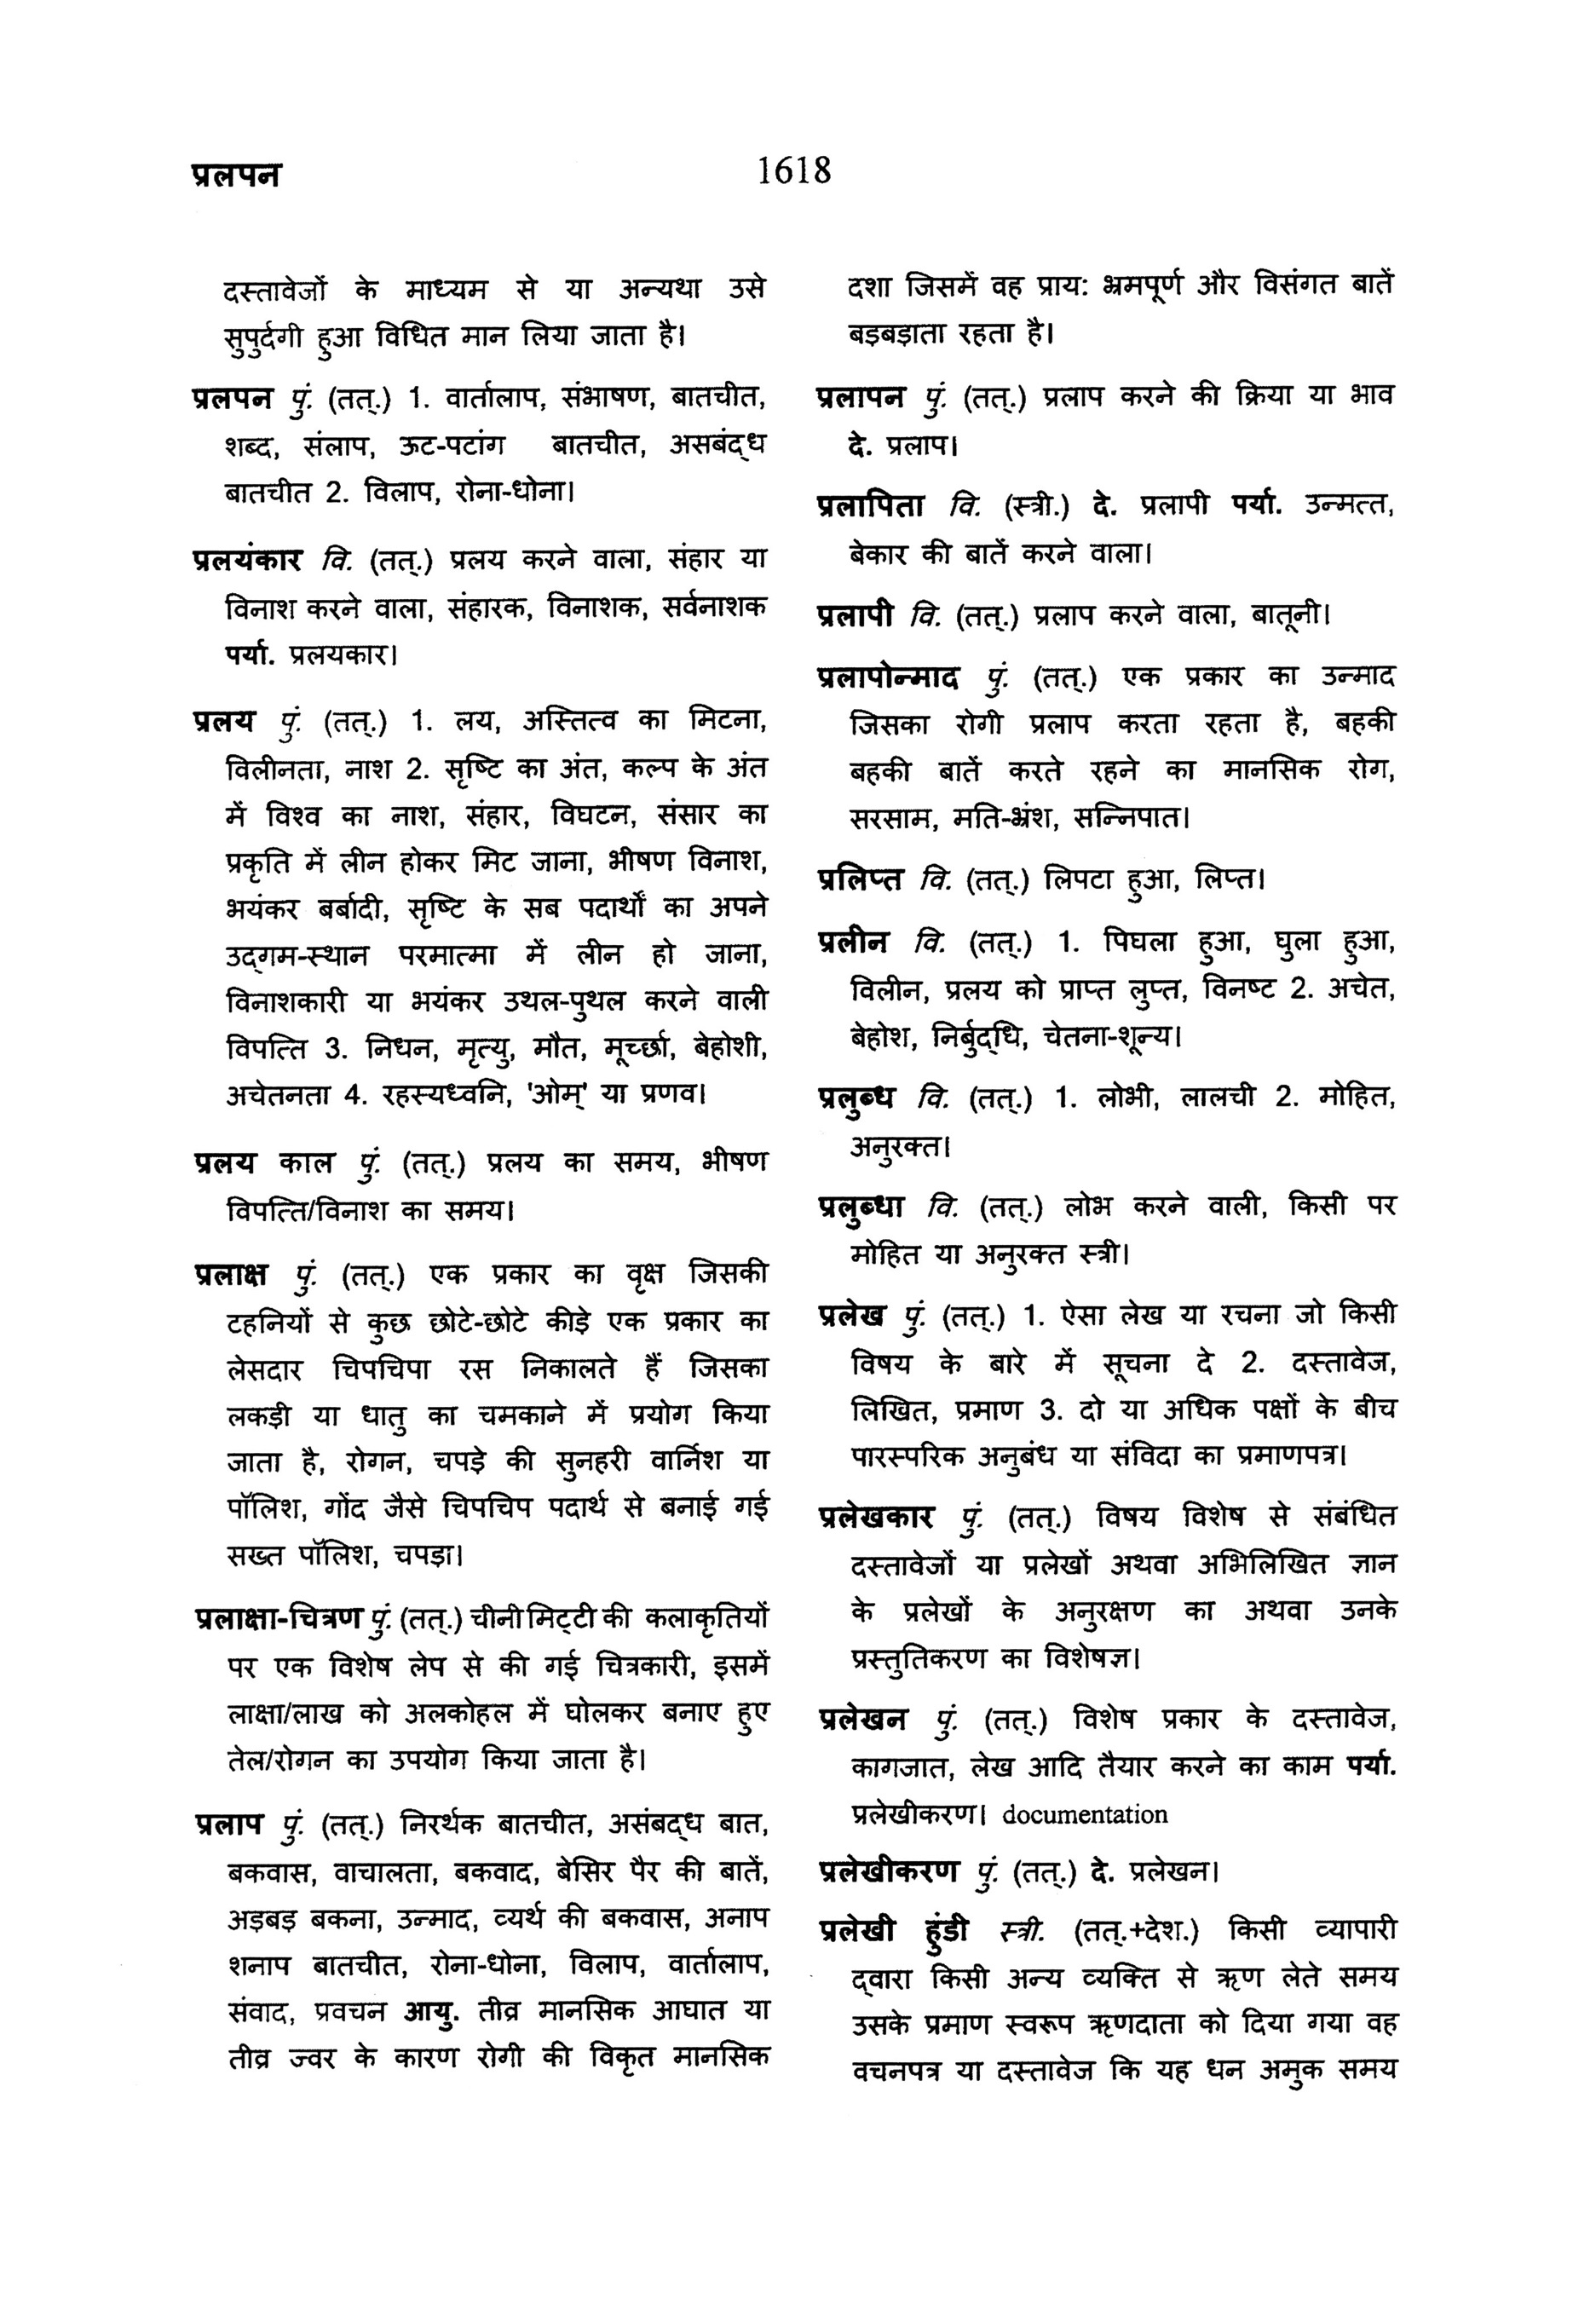 प्रलपन
1618
दस्तावेजों के माध्यम से या अन्यथा उसे
सुपुर्दगी हुआ विधित मान लिया जाता है।
प्रलपन पुं. (तत्.) 1. वार्तालाप, संभाषण, बातचीत,
शब्द, संलाप, ऊट-पटांग बातचीत, असबंद्ध
बातचीत 2. विलाप, रोना-धोना।
प्रलयंकार वि. (तत्.) प्रलय करने वाला, संहार या
विनाश करने वाला, संहारक, विनाशक, सर्वनाशक
पर्या. प्रलयकार।
प्रलय पुं. (तत्.) 1. लय, अस्तित्व का मिटना,
विलीनता, नाश 2. सृष्टि का अंत, कल्प के अंत
में विश्व का नाश, संहार, विघटन, संसार का
प्रकृति में लीन होकर मिट जाना, भीषण विनाश,
भयंकर बर्बादी, सृष्टि के सब पदार्थों का अपने
उद्गम-स्थान परमात्मा में लीन हो जाना,
विनाशकारी या भयंकर उथल-पुथल करने वाली
विपत्ति 3. निधन, मृत्यु, मौत, मूर्च्छा, बेहोशी,
अचेतनता 4. रहस्यध्वनि, 'ओम्' या प्रणव।
प्रलय काल पुं. (तत्.) प्रलय का समय, भीषण
विपत्ति/विनाश का समय।
प्रलाक्ष पुं. (तत्.) एक प्रकार का वृक्ष जिसकी
टहनियों से कुछ छोटे-छोटे कीड़े एक प्रकार का
लेसदार चिपचिपा रस निकालते हैं जिसका
लकड़ी या धातु का चमकाने में प्रयोग किया
जाता है, रोगन, चपड़े की सुनहरी वार्निश या
पॉलिश, गोंद जैसे चिपचिप पदार्थ से बनाई गई
सख्त पॉलिश, चपड़ा।
प्रलाक्षा-चित्रण पुं. (तत्.) चीनी मिट्टी की कलाकृतियों
पर एक विशेष लेप से की गई चित्रकारी, इसमें
लाक्षा/लाख को अलकोहल में घोलकर बनाए हुए
तेल/रोगन का उपयोग किया जाता है।
प्रलाप पुं. (तत्.) निरर्थक बातचीत, असंबद्ध बात,
बकवास, वाचालता, बकवाद, बेसिर पैर की बातें,
अड़बड़ बकना, उन्माद, व्यर्थ की बकवास, अनाप
शनाप बातचीत, रोना-धोना, विलाप, वार्तालाप,
संवाद, प्रवचन आयु. तीव्र मानसिक आघात या
तीव्र ज्वर के कारण रोगी की विकृत मानसिक
दशा जिसमें वह प्राय: भ्रमपूर्ण और विसंगत बातें
बड़बड़ाता रहता है।
प्रलापन पुं. (तत्.) प्रलाप करने की क्रिया या भाव
दे. प्रलाप।
प्रलापिता वि. (स्त्री.) दे. प्रलापी पर्या. उन्मत्त,
बेकार की बातें करने वाला।
प्रलापी वि. (तत्.) प्रलाप करने वाला, बातूनी।
प्रलापोन्माद पुं. (तत्.) एक प्रकार का उन्माद
जिसका रोगी प्रलाप करता रहता है, बहकी
बहकी बातें करते रहने का मानसिक रोग,
सरसाम, मति-भ्रंश, सन्निपात।
प्रलिप्त वि. (तत्.) लिपटा हुआ, लिप्त।
प्रलीन वि. (तत्.) 1. पिघला हुआ, घुला हुआ,
विलीन, प्रलय को प्राप्त लुप्त, विनष्ट 2. अचेत,
बेहोश, निर्बुद्धि, चेतना-शून्य।
प्रलुब्ध वि. (तत्.) 1. लोभी, लालची 2. मोहित,
अनुरक्त।
प्रलुब्धा वि. (तत्.) लोभ करने वाली, किसी पर
मोहित या अनुरक्त स्त्री।
प्रलेख पुं. (तत्.) 1. ऐसा लेख या रचना जो किसी
विषय के बारे में सूचना दे 2. दस्तावेज,
लिखित, प्रमाण 3. दो या अधिक पक्षों के बीच
पारस्परिक अनुबंध या संविदा का प्रमाणपत्र।
प्रलेखकार पुं. (तत्.) विषय विशेष से संबंधित
दस्तावेजों या प्रलेखों अथवा अभिलिखित ज्ञान
के प्रलेखों के अनुरक्षण का अथवा उनके
प्रस्तुतिकरण का विशेषज्ञ।
प्रलेखन पुं. (तत्.) विशेष प्रकार के दस्तावेज,
कागजात, लेख आदि तैयार करने का काम पर्या.
प्रलेखीकरण। documentation
प्रलेखीकरण पुं. (तत्.) दे. प्रलेखन।
प्रलेखी हुंडी स्त्री. (तत्.+देश.) किसी व्यापारी
द्वारा किसी अन्य व्यक्ति से ऋण लेते समय
उसके प्रमाण स्वरूप ऋणदाता को दिया गया वह
वचनपत्र या दस्तावेज कि यह धन अमुक समय